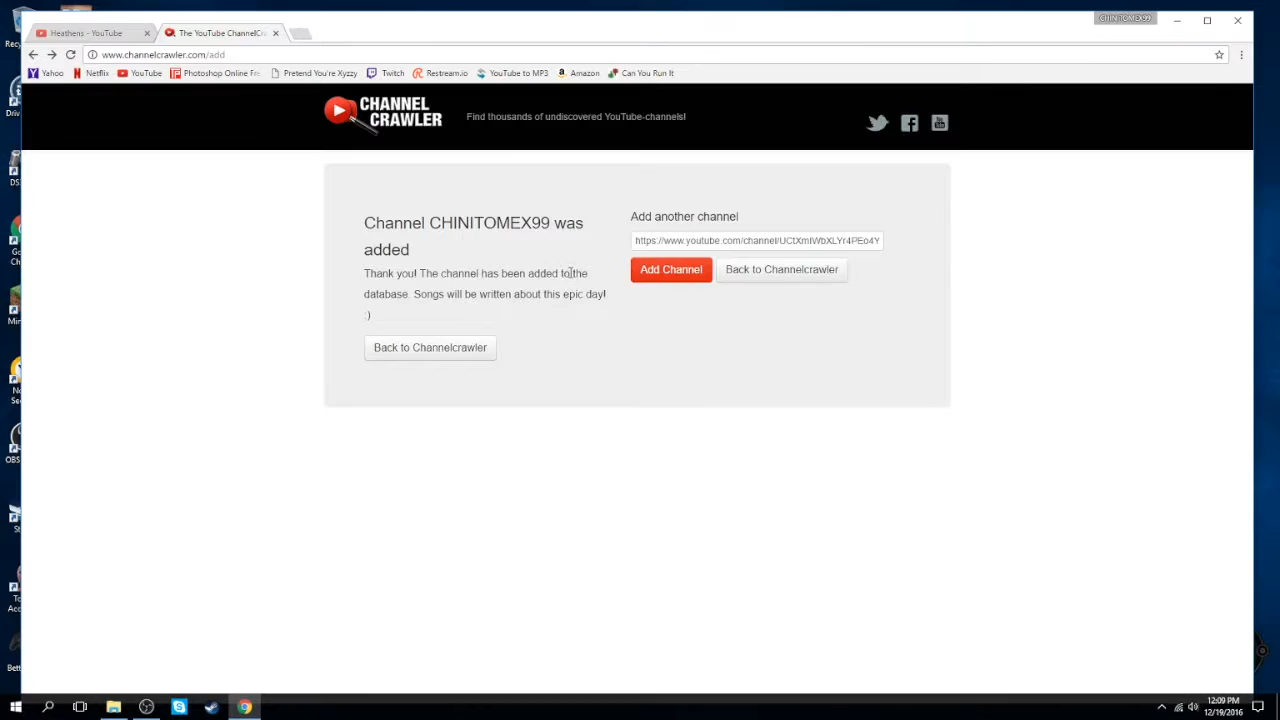 Heathens - YouTube
The YouTube ChannelCr
CHINITOMEX99
www.channelcrawler.com/add
Yahoo Netflix YouTube Photoshop Online Fre Pretend You're Xyzzy Twitch Restream.io YouTube to MP3 Amazon Can You Run It
CHANNEL
CRAWLER
Find thousands of undiscovered YouTube-channels!
You
Tube
Channel CHINITOMEX99 was
added
Thank you! The channel has been added to the
database. Songs will be written about this epic day!
:)
Back to Channelcrawler
Add another channel
Add Channel
Back to Channelcrawler
12:09 PM
12/19/2016